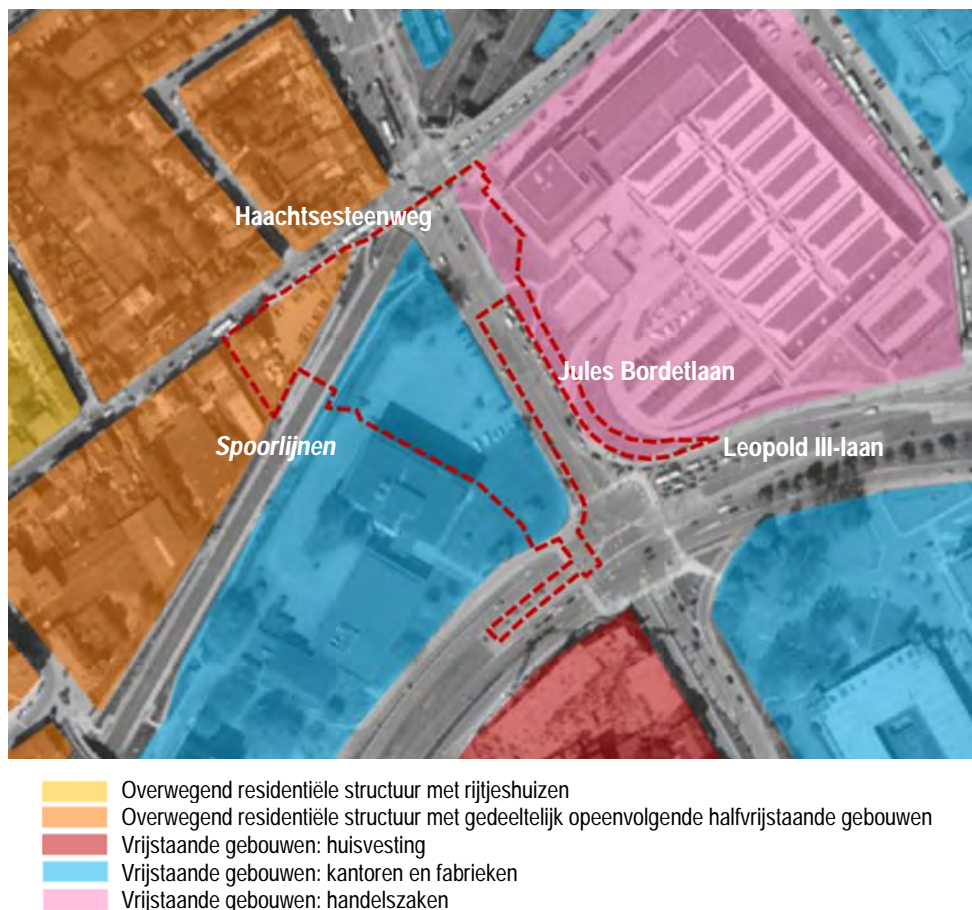 Haachtsesteenweg
Jules Bordetlaan
Spoorlijnen
Leopold III-laan
Overwegend residentiële structuur met rijtjeshuizen
Overwegend residentiële structuur met gedeeltelijk opeenvolgende halfvrijstaande gebouwen
Vrijstaande gebouwen: huisvesting
Vrijstaande gebouwen: kantoren en fabrieken
Vrijstaande gebouwen: handelszaken